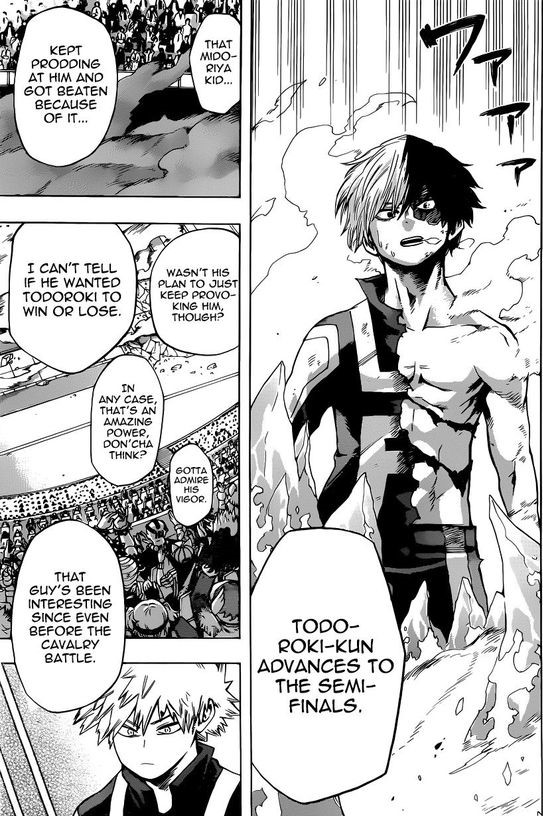 ワァアァ
TODO-
ROKI-KUN
ADVANCES TO
THE SEMI-
FINALS.
THAT
MIDO-
RIYA
KID...
KEPT
PRODDING
AT HIM AND
GOT BEATEN
BECAUSE
OF IT...
WASN'T HIS
PLAN TO JUST
KEEP PROVO-
KING HIM,
THOUGH?
I CAN'T TELL
IF HE WANTED
TODOROKI TO
WIN OR LOSE.
IN
ANY CASE,
THAT'S AN
AMAZING
POWER,
DON'CHA
THINK?
GOTTA
ADMIRE
HIS
VIGOR.
THAT
GUY'S BEEN
INTERESTING
SINCE EVEN
BEFORE THE
CAVALRY
BATTLE.